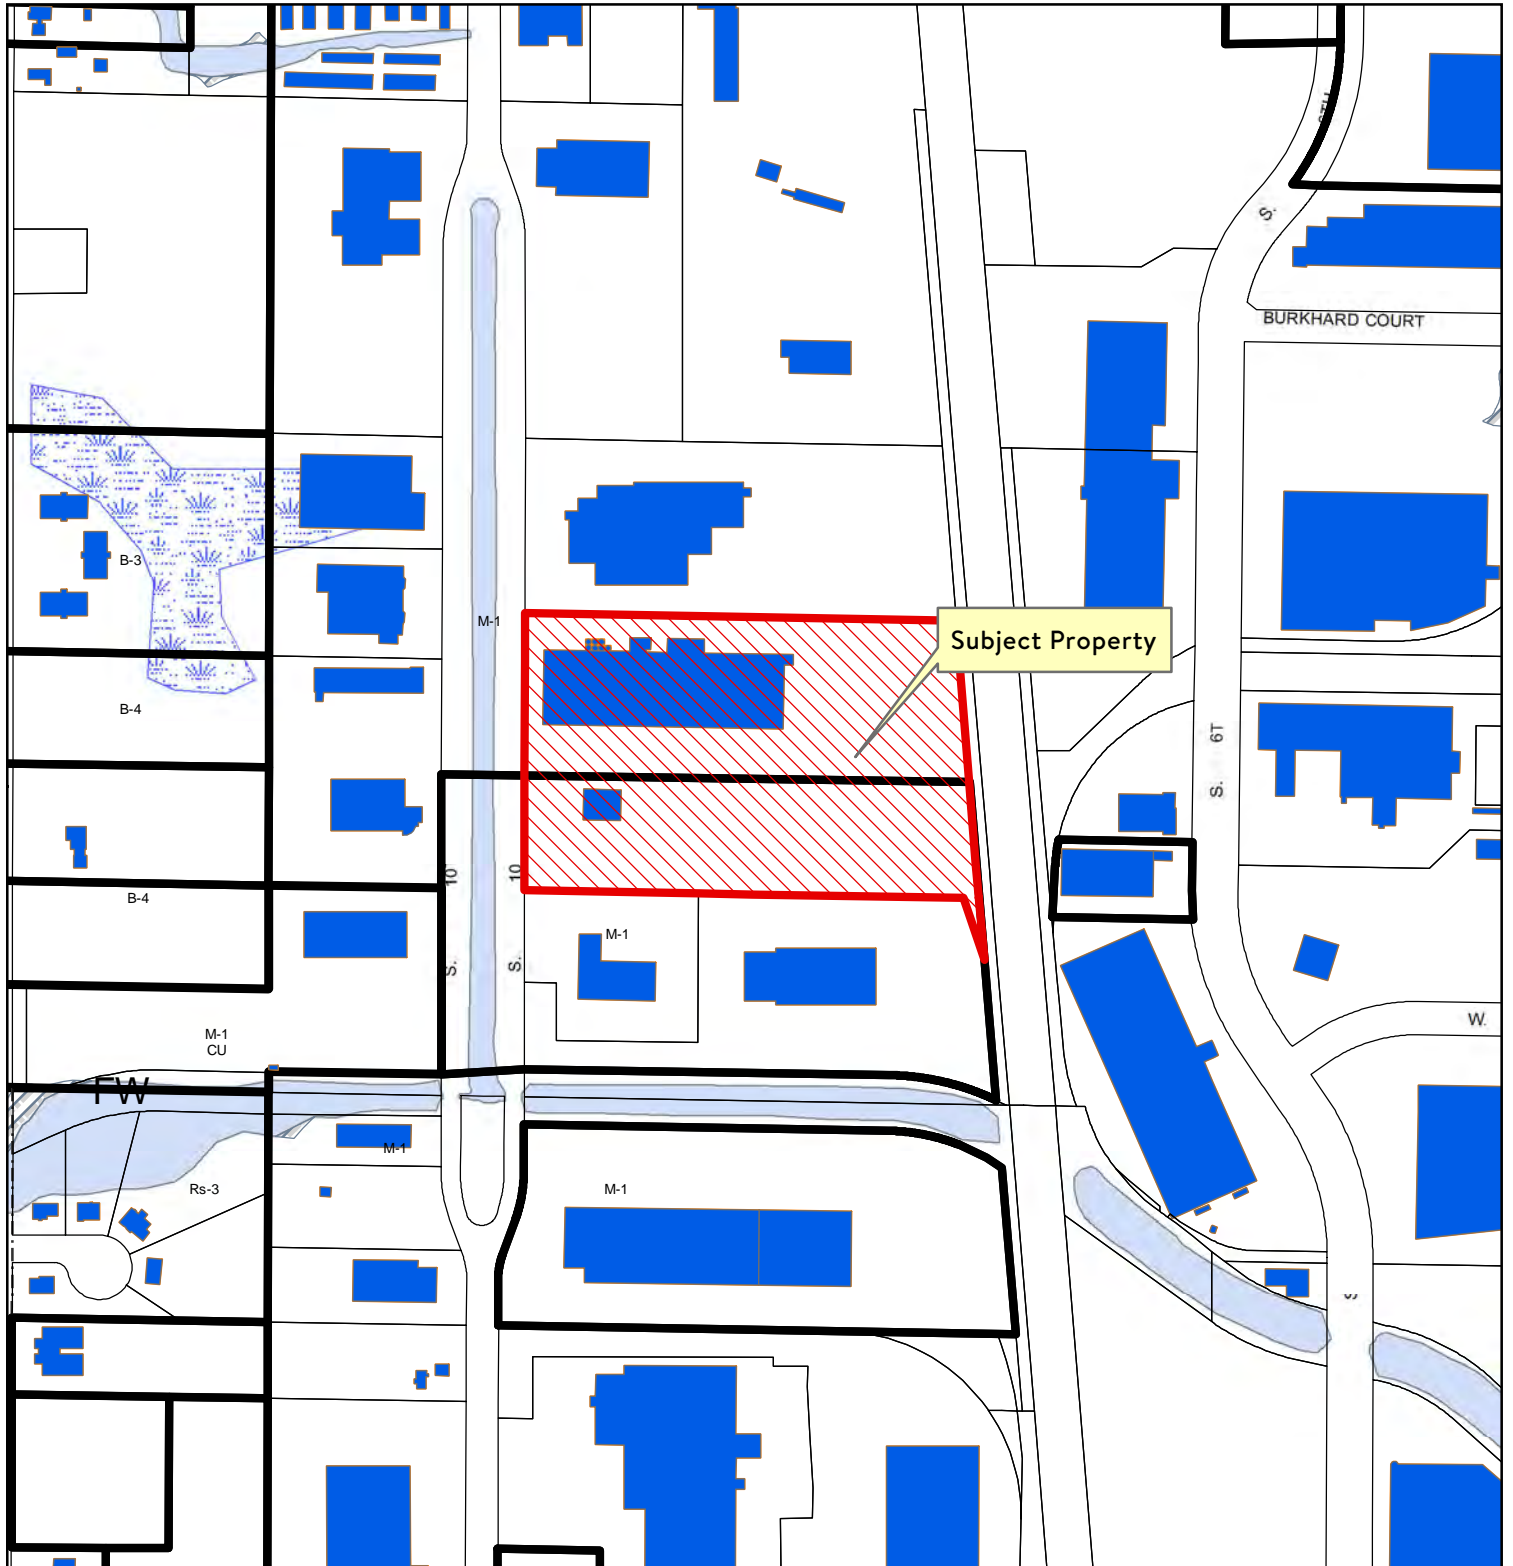 S.
BURKHARD COURT
B-3
M-1
Subject Property
B-4
S. 6T
S. 10
S. 10
B-4
M-1
M-1
CU
W.
FW
M-1
Rs-3
M-1